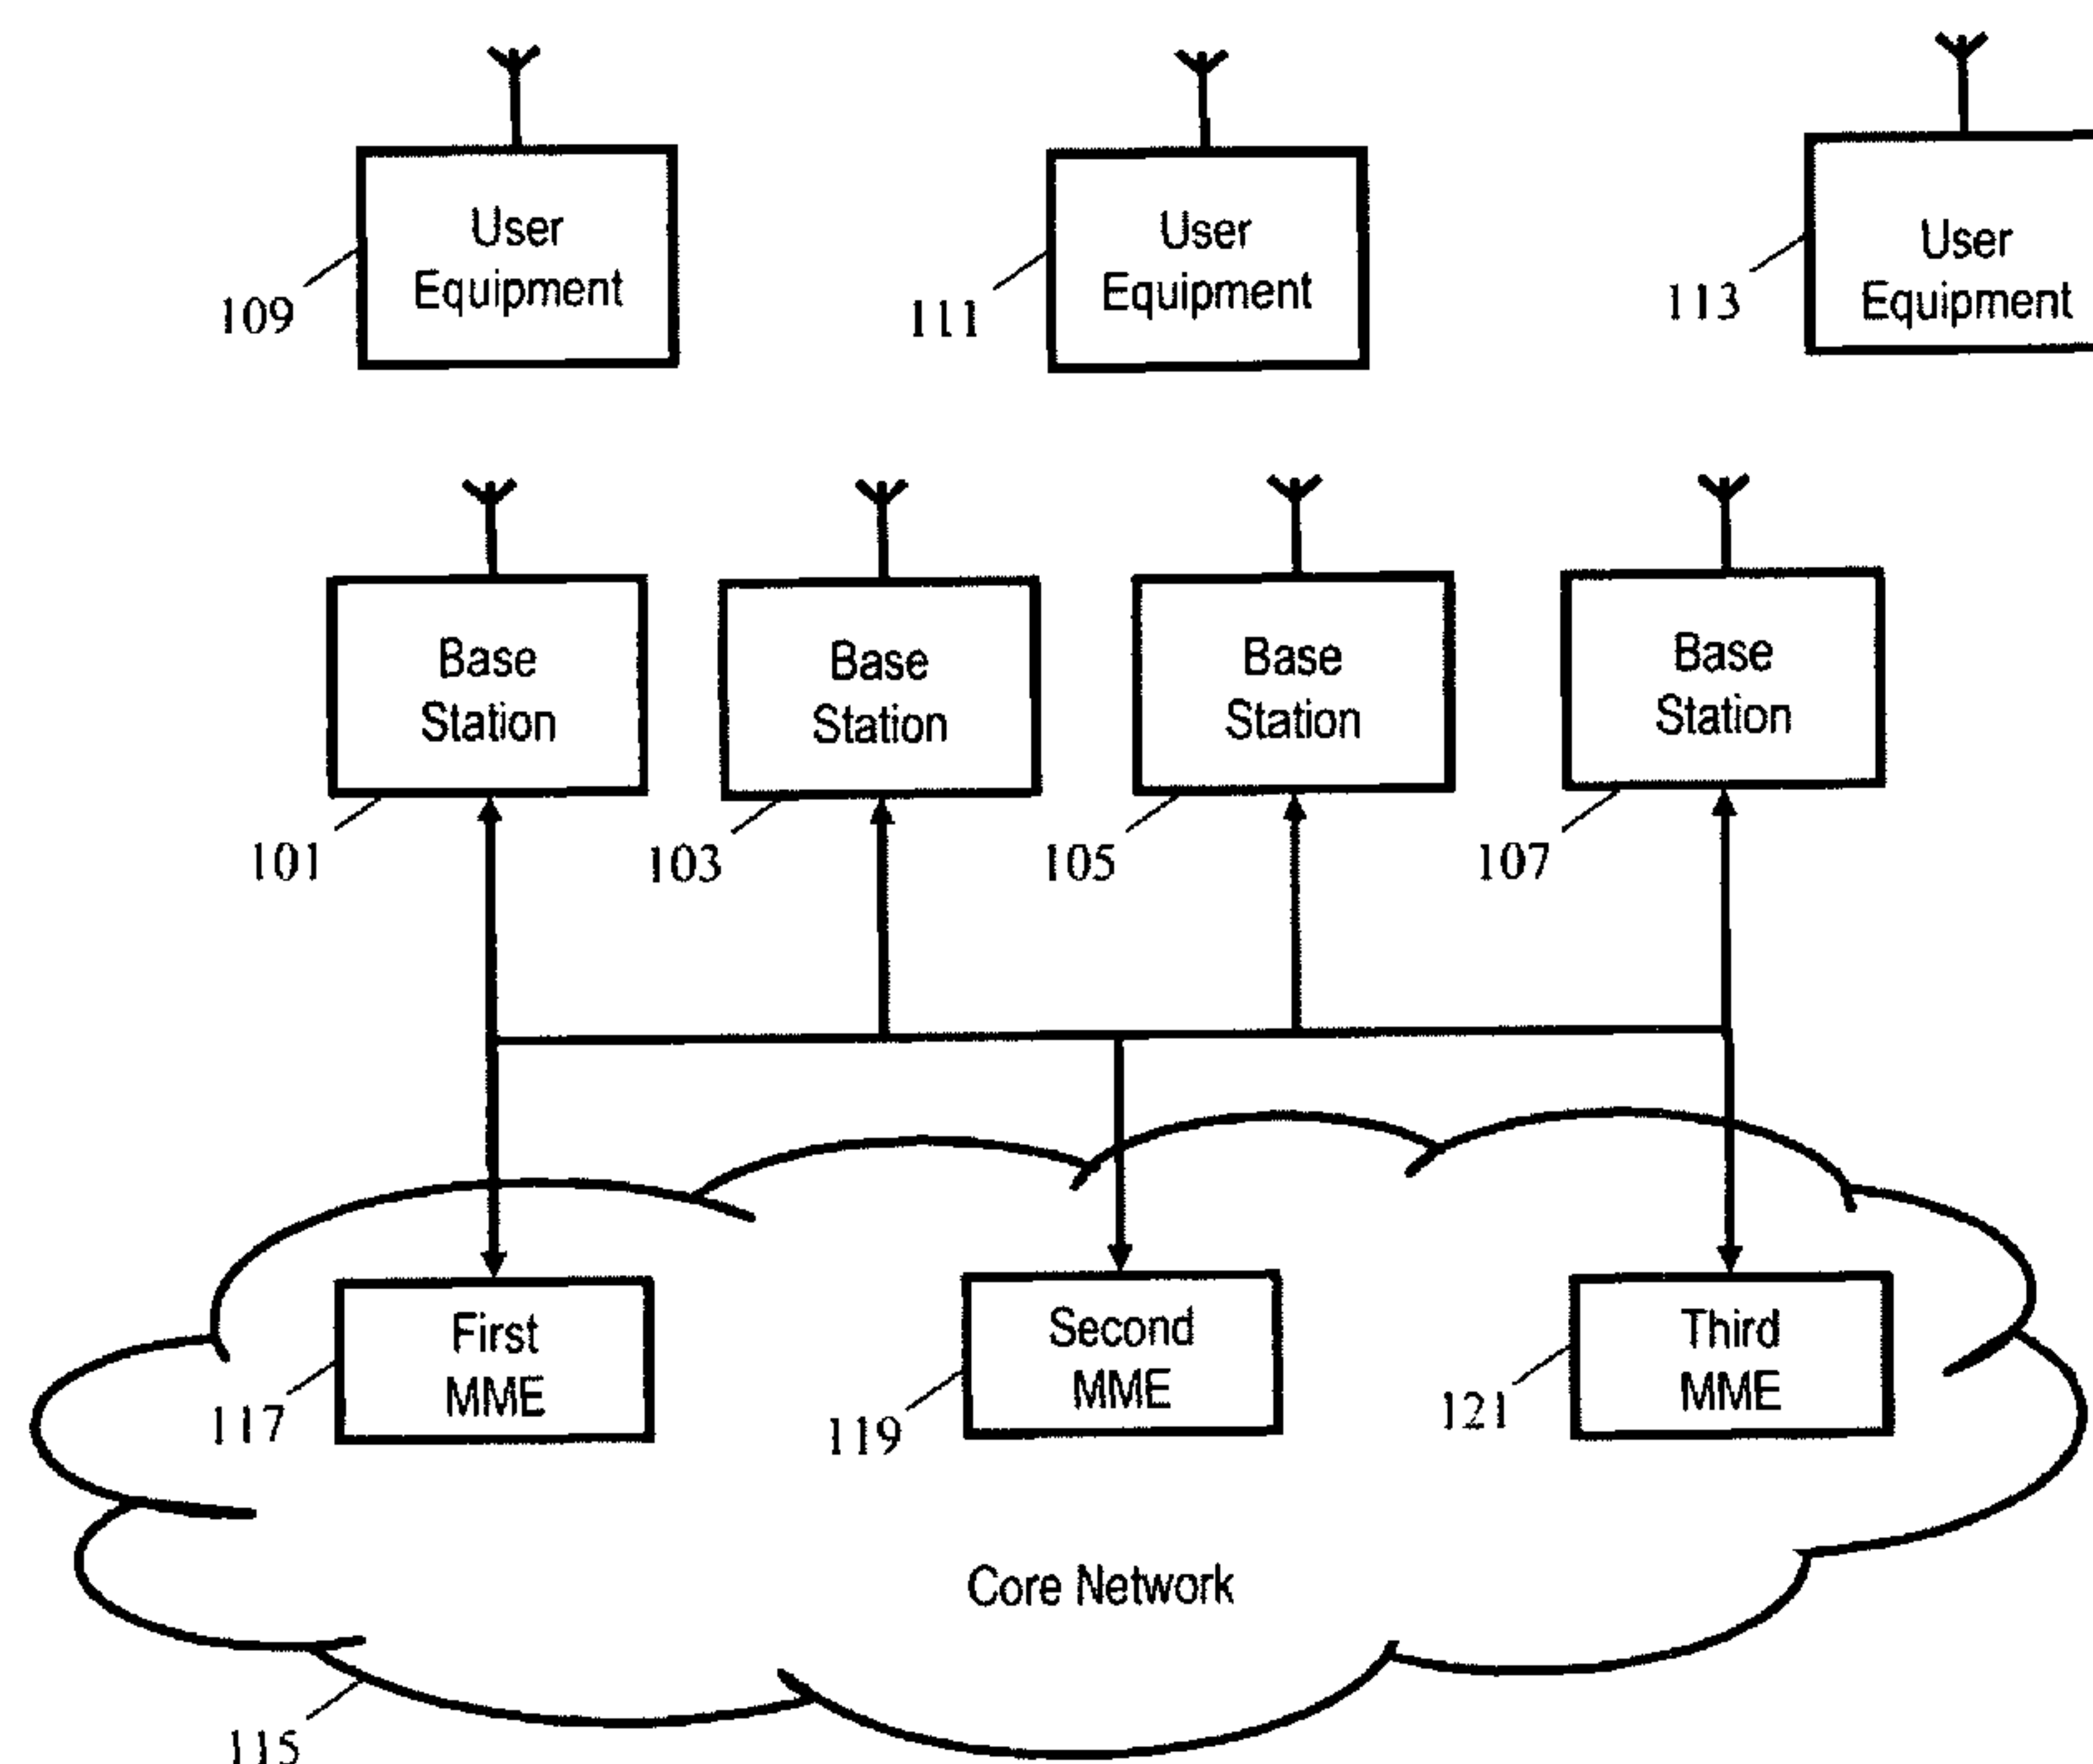 User
Equipment
109
User
Equipment
111
User
Equipment
113
Base
Station
101
Base
Station
103
Base
Station
105
Base
Station
107
First
MME
117
Second
MME
119
Third
MME
121
Core Network
115